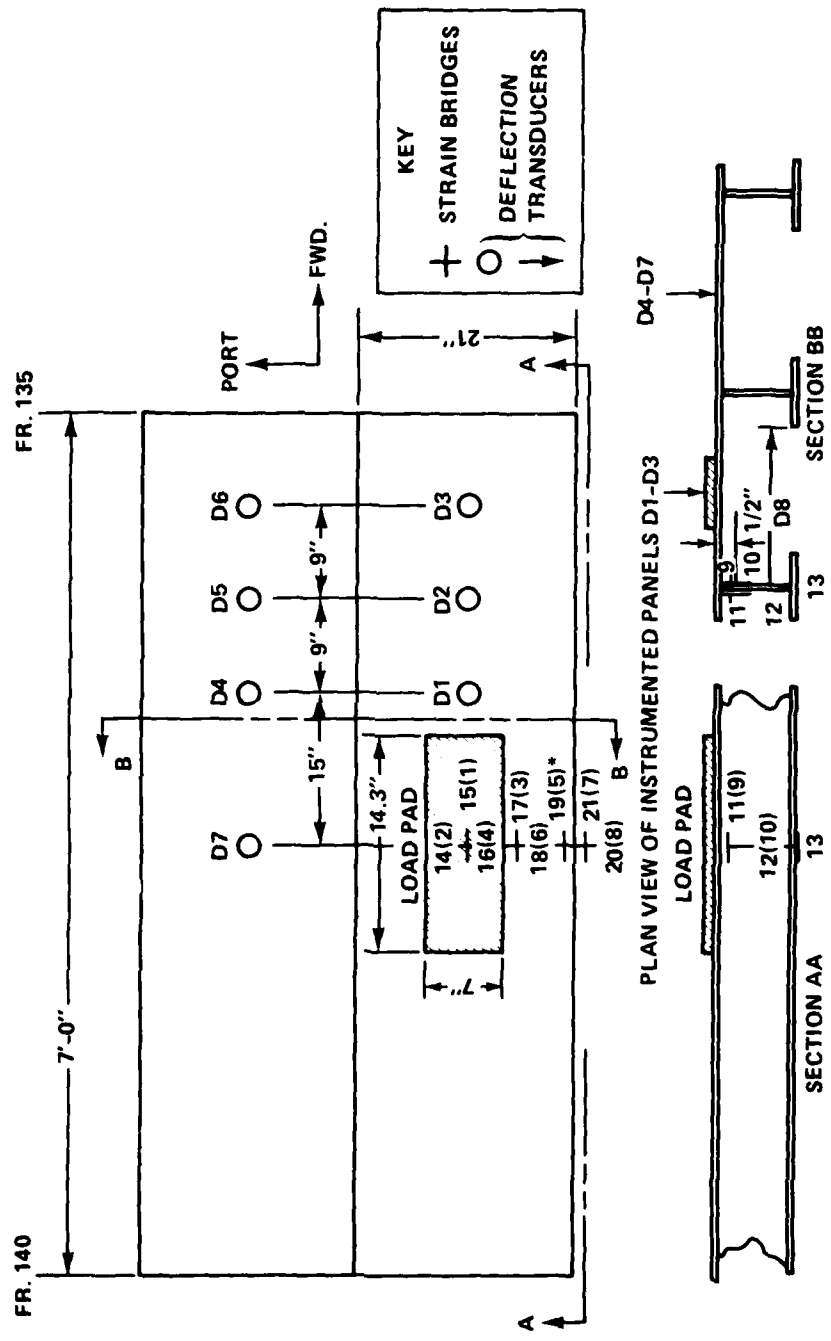 FR. 140
FR. 135
7'-0"
PORT
FWD.
D7
D4
D5
D6
B
15"
9"
9"
D1
D2
D3
14.3"
LOAD PAD
7"
14(2)
15(1)
16(4)
17(3)
18(6)
19(5)*
21(7)
20(8)
B
21"
A
A
KEY
STRAIN BRIDGES
DEFLECTION
TRANSDUCERS
PLAN VIEW OF INSTRUMENTED PANELS
LOAD PAD
11(9)
12(10)
13
SECTION AA
D1-D3
D4-D7
9
11
10
1/2"
12
D8
13
SECTION BB